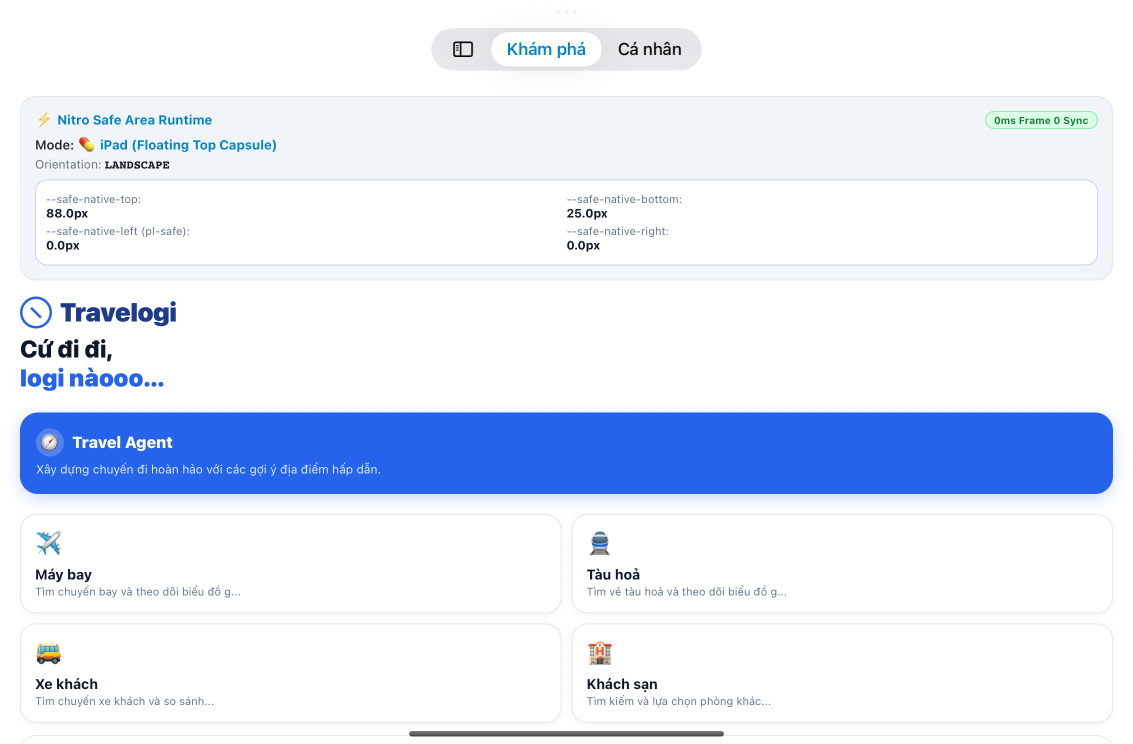 Khám phá
Cá nhân
⚡ Nitro Safe Area Runtime
0ms Frame 0 Sync
Mode: 💊 iPad (Floating Top Capsule)
Orientation: LANDSCAPE
--safe-native-top:
88.0px
--safe-native-bottom:
25.0px
--safe-native-left (pl-safe):
0.0px
--safe-native-right:
0.0px
Travelogi
Cứ đi đi,
logi nàooo...
Travel Agent
Xây dựng chuyến đi hoàn hảo với các gợi ý địa điểm hấp dẫn.
Máy bay
Tìm chuyến bay và theo dõi biểu đồ g...
Tàu hoả
Tìm vé tàu hoả và theo dõi biểu đồ g...
Xe khách
Tìm chuyến xe khách và so sánh...
Khách sạn
Tìm kiếm và lựa chọn phòng khác...